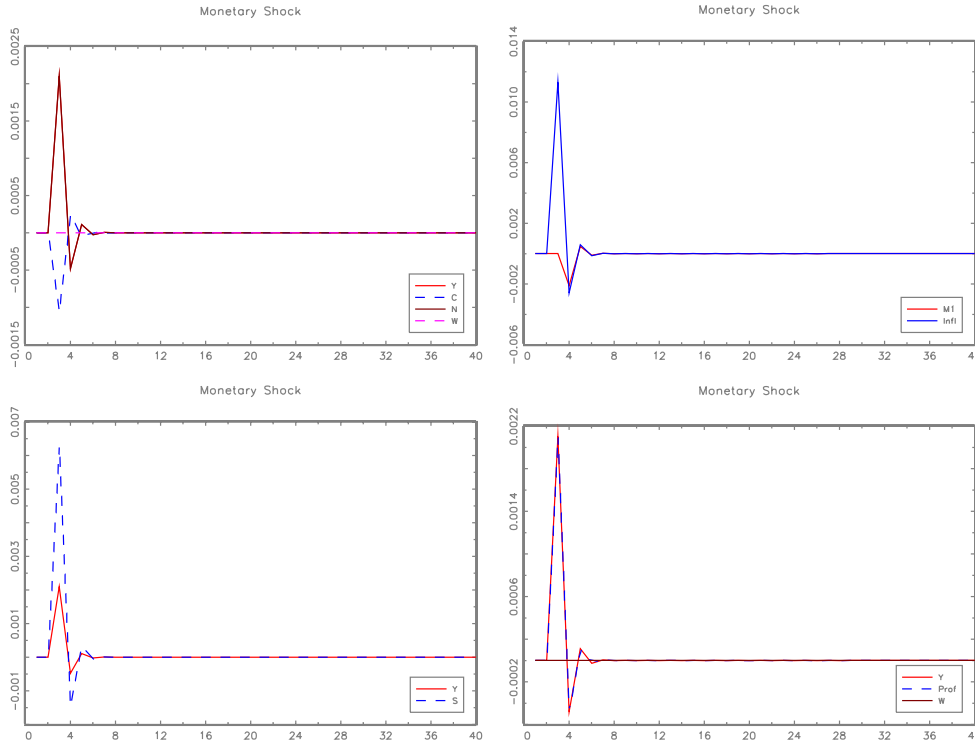 Monetary Shock
0.0025
0.0015
0.0005
−0.0005
−0.0015
0 4 8 12 16 20 24 28 32 36 40
Y
C
N
W
Monetary Shock
0.014
0.010
0.006
0.002
−0.002
−0.006
0 4 8 12 16 20 24 28 32 36 40
M1
Infl
Monetary Shock
0.007
0.005
0.003
0.001
−0.001
0 4 8 12 16 20 24 28 32 36 40
Y
S
Monetary Shock
0.0022
0.0014
0.0006
−0.0002
0 4 8 12 16 20 24 28 32 36 40
Y
Prof
W